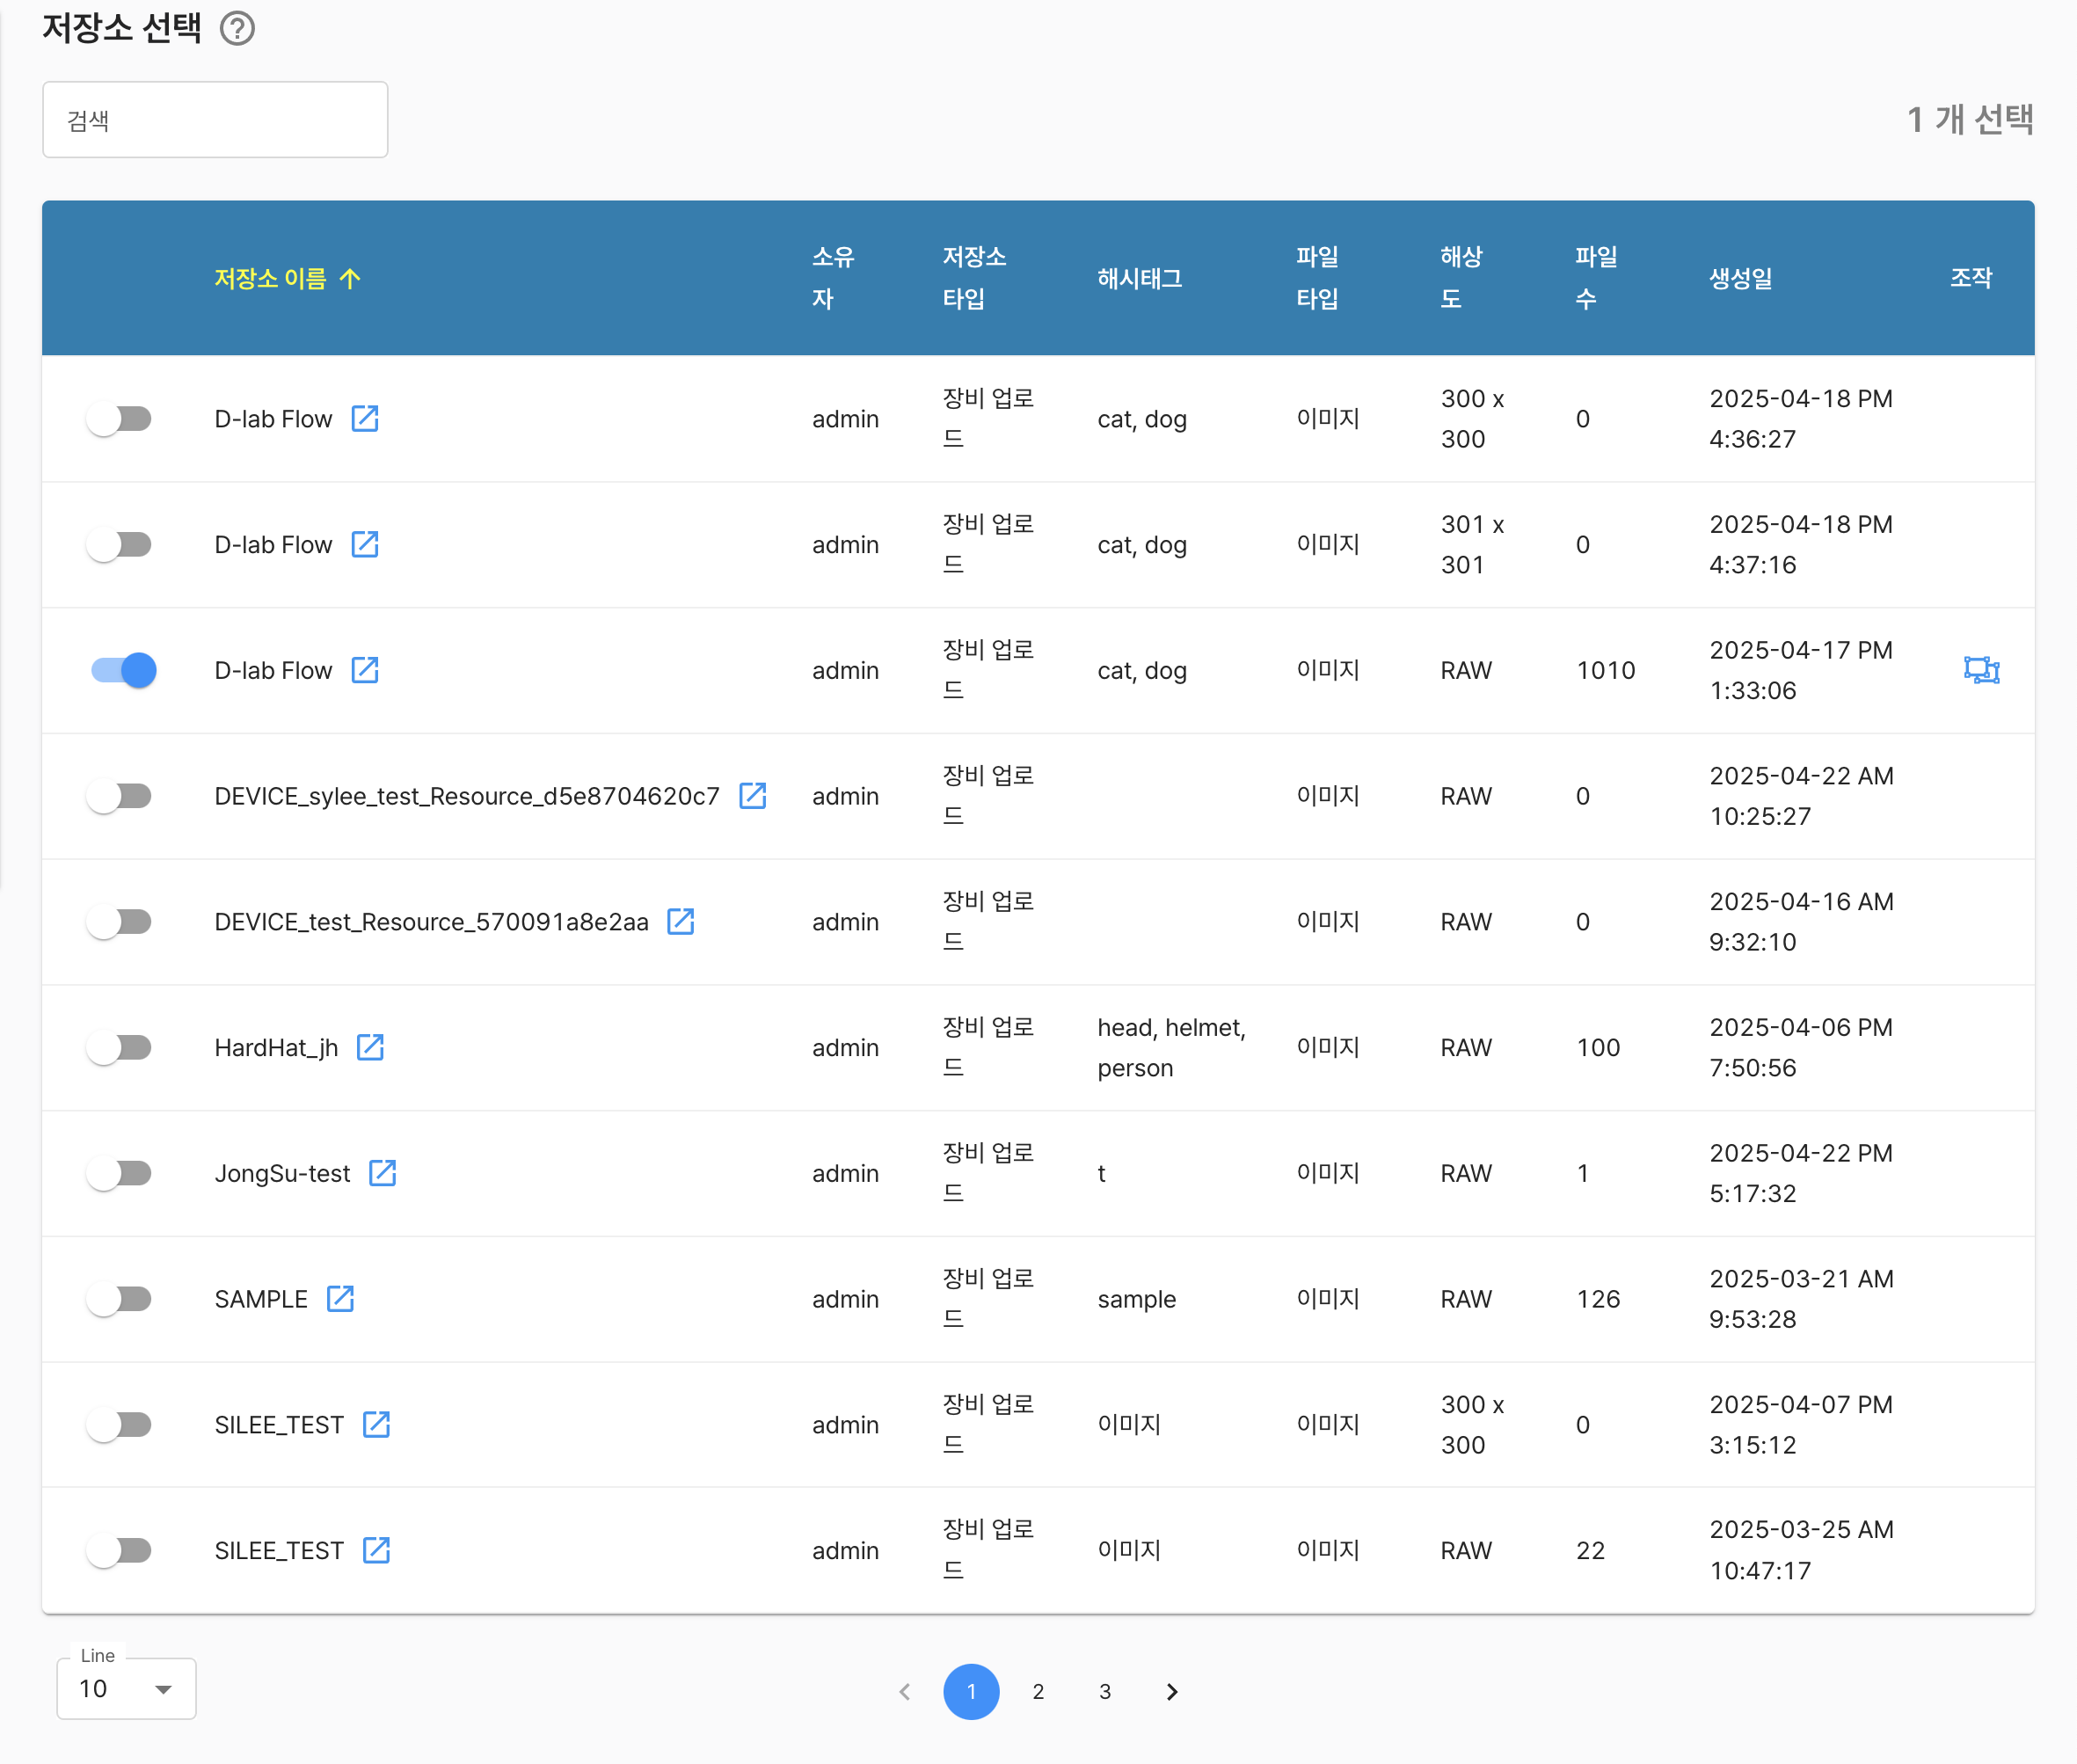 저장소 선택
검색
1 개 선택
저장소 이름 소유자 저장소 타입 해시태그 파일 타입 해상도 파일 수 생성일 조작
D-lab Flow admin 장비 업로드 cat, dog 이미지 300 x 300 0 2025-04-18 PM 4:36:27
D-lab Flow admin 장비 업로드 cat, dog 이미지 301 x 301 0 2025-04-18 PM 4:37:16
D-lab Flow admin 장비 업로드 cat, dog 이미지 RAW 1010 2025-04-17 PM 1:33:06
DEVICE_sylee_test_Resource_d5e8704620c7 admin 장비 업로드 이미지 RAW 0 2025-04-22 AM 10:25:27
DEVICE_test_Resource_570091a8e2aa admin 장비 업로드 이미지 RAW 0 2025-04-16 AM 9:32:10
HardHat_jh admin 장비 업로드 head, helmet, person 이미지 RAW 100 2025-04-06 PM 7:50:56
JongSu-test admin 장비 업로드 t 이미지 RAW 1 2025-04-22 PM 5:17:32
SAMPLE admin 장비 업로드 sample 이미지 RAW 126 2025-03-21 AM 9:53:28
SILEE_TEST admin 장비 업로드 이미지 이미지 300 x 300 0 2025-04-07 PM 3:15:12
SILEE_TEST admin 장비 업로드 이미지 이미지 RAW 22 2025-03-25 AM 10:47:17
Line
10
1 2 3